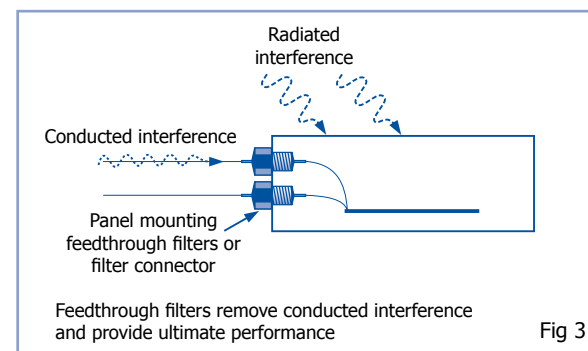 Radiated
interference
Conducted interference
Panel mounting
feedthrough filters or
filter connector
Feedthrough filters remove conducted interference
and provide ultimate performance
Fig 3